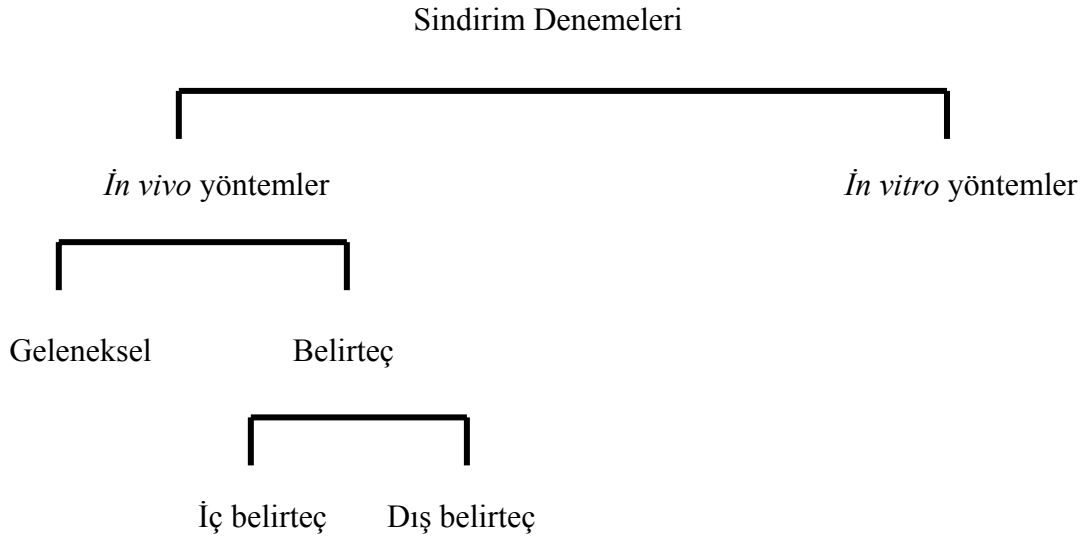 Sindirim Denemeleri
İn vivo yöntemler İn vitro yöntemler
Geleneksel Belirteç
İç belirteç Dış belirteç